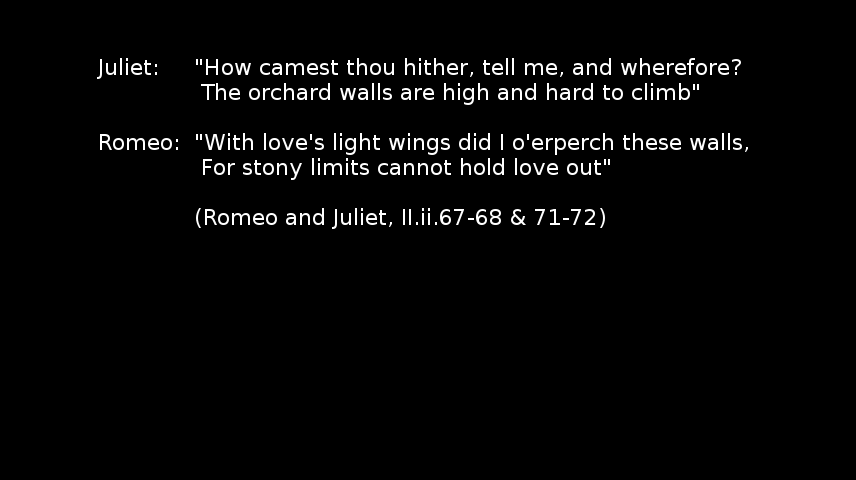 Juliet: "How camest thou hither, tell me, and wherefore?
The orchard walls are high and hard to climb"
Romeo: "With love's light wings did I o'erperch these walls,
For stony limits cannot hold love out"
(Romeo and Juliet, II.ii.67-68 & 71-72)